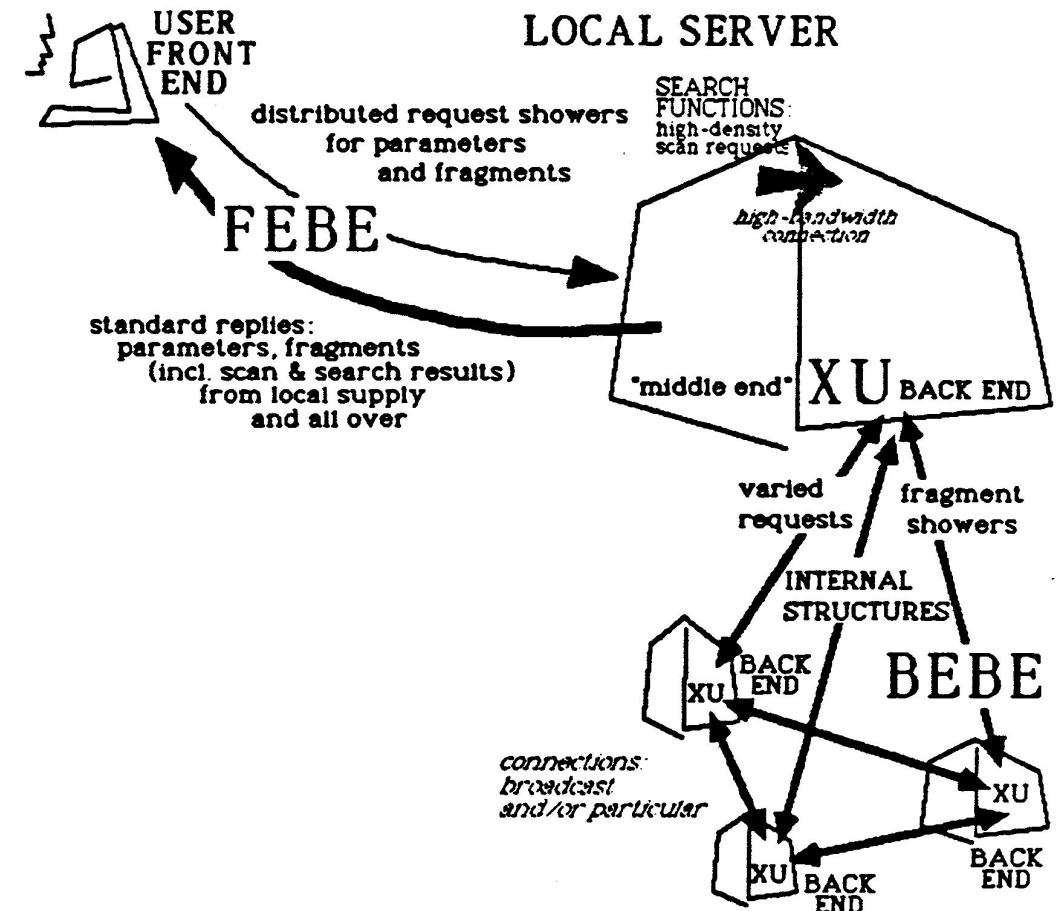 USER
FRONT
END
LOCAL SERVER
SEARCH
FUNCTIONS:
high-density
scan requests
distributed request showers
for parameters
and fragments
high-bandwidth
connection
FEBE
standard replies:
parameters, fragments
(incl. scan & search results)
from local supply
and all over
"middle end"
XU BACK END
varied
requests
fragment
showers
INTERNAL
STRUCTURES
BEBE
BACK
END
XU
connections:
broadcast
and/or particular
XU
BACK
END
XU
BACK
END